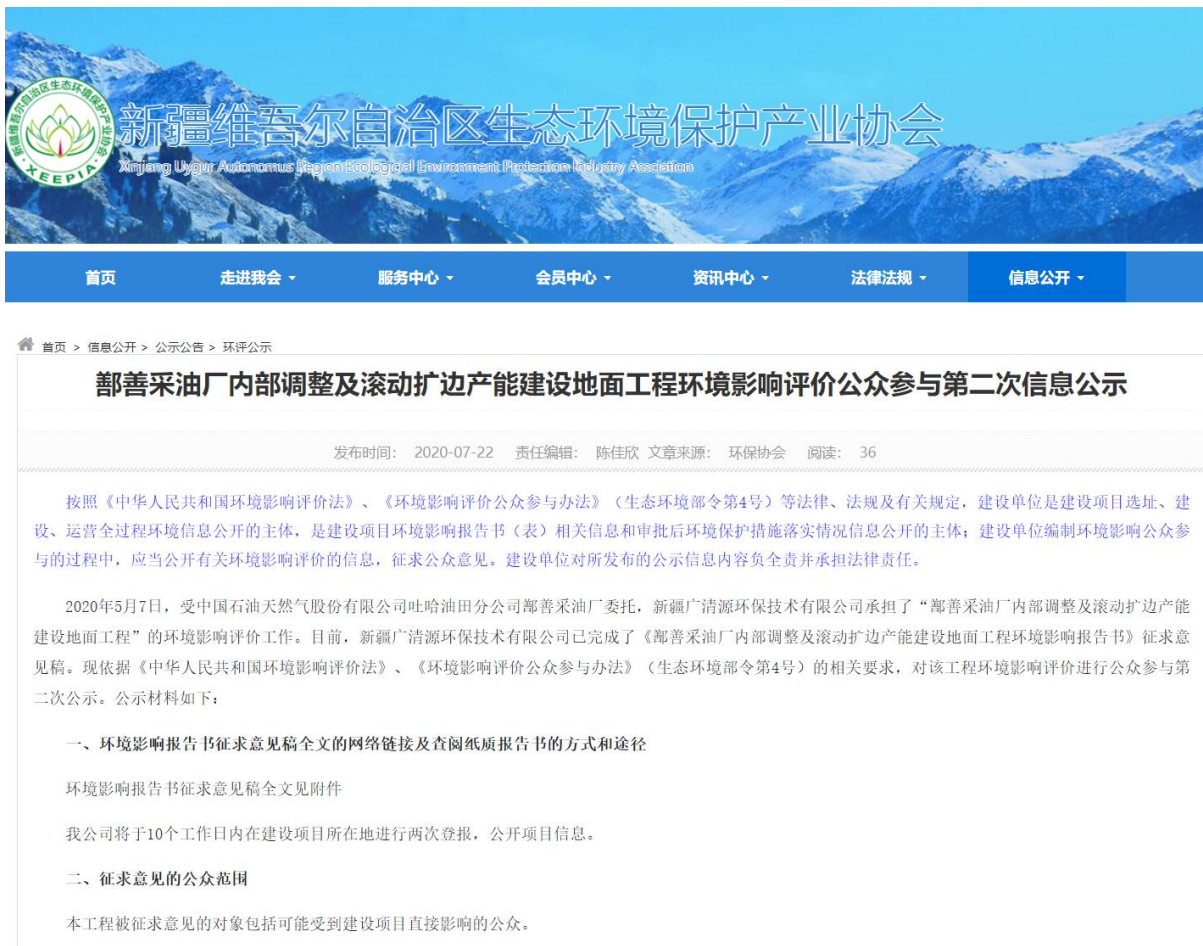 新疆维吾尔自治区生态环境保护产业协会
XEEPIA
新疆维吾尔自治区生态环境保护产业协会
Xinjiang Uygur Autonomus Region Ecologcial Environment Protection Industry Association
首页 走进我会 服务中心 会员中心 资讯中心 法律法规 信息公开
首页 > 信息公开 > 公示公告 > 环评公示
鄯善采油厂内部调整及滚动扩边产能建设地面工程环境影响评价公众参与第二次信息公示
发布时间： 2020-07-22 责任编辑： 陈佳欣 文章来源： 环保协会 阅读： 36
按照《中华人民共和国环境影响评价法》、《环境影响评价公众参与办法》（生态环境部令第4号）等法律、法规及有关规定，建设单位是建设项目选址、建
设、运营全过程环境信息公开的主体，是建设项目环境影响报告书（表）相关信息和审批后环境保护措施落实情况信息公开的主体；建设单位编制环境影响公众参
与的过程中，应当公开有关环境影响评价的信息，征求公众意见。建设单位对所发布的公示信息内容负全责并承担法律责任。
2020年5月7日，受中国石油天然气股份有限公司吐哈油田分公司鄯善采油厂委托，新疆广清源环保技术有限公司承担了“鄯善采油厂内部调整及滚动扩边产能
建设地面工程”的环境影响评价工作。目前，新疆广清源环保技术有限公司已完成了《鄯善采油厂内部调整及滚动扩边产能建设地面工程环境影响报告书》征求意
见稿。现依据《中华人民共和国环境影响评价法》、《环境影响评价公众参与办法》（生态环境部令第4号）的相关要求，对该工程环境影响评价进行公众参与第
二次公示。公示材料如下：
一、环境影响报告书征求意见稿全文的网络链接及查阅纸质报告书的方式和途径
环境影响报告书征求意见稿全文见附件
我公司将于10个工作日内在建设项目所在地进行两次登报，公开项目信息。
二、征求意见的公众范围
本工程被征求意见的对象包括可能受到建设项目直接影响的公众。